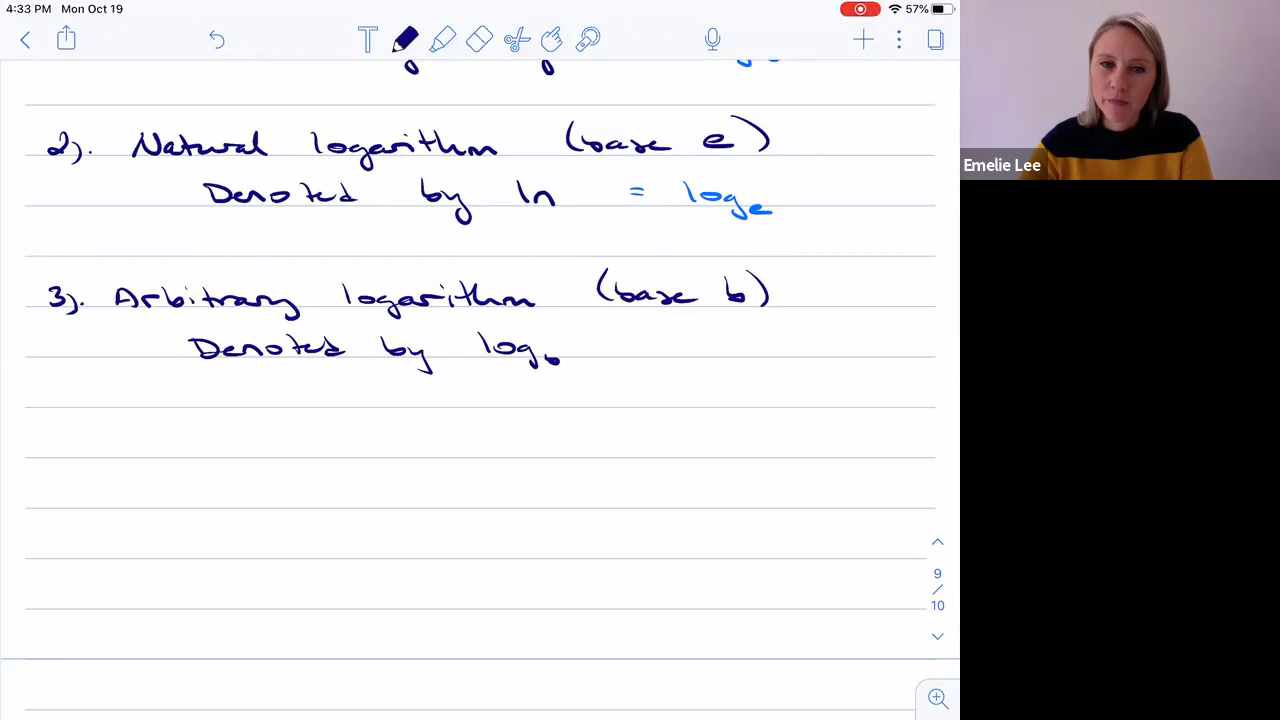 4:33 PM Mon Oct 19 57%
2). Natural logarithm (base e)
Denoted by ln = logₑ
Emelie Lee
3). Arbitrary logarithm (base b)
Denoted by log_b
9
/
10